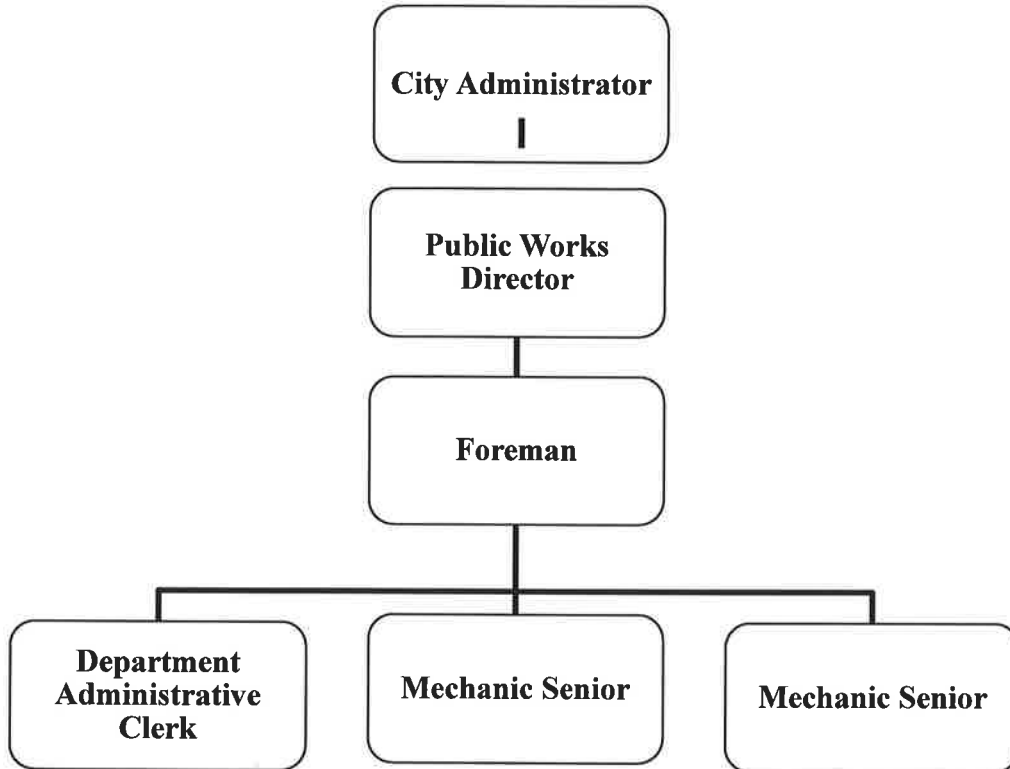 City Administrator
Public Works
Director
Foreman
Department
Administrative
Clerk
Mechanic Senior
Mechanic Senior